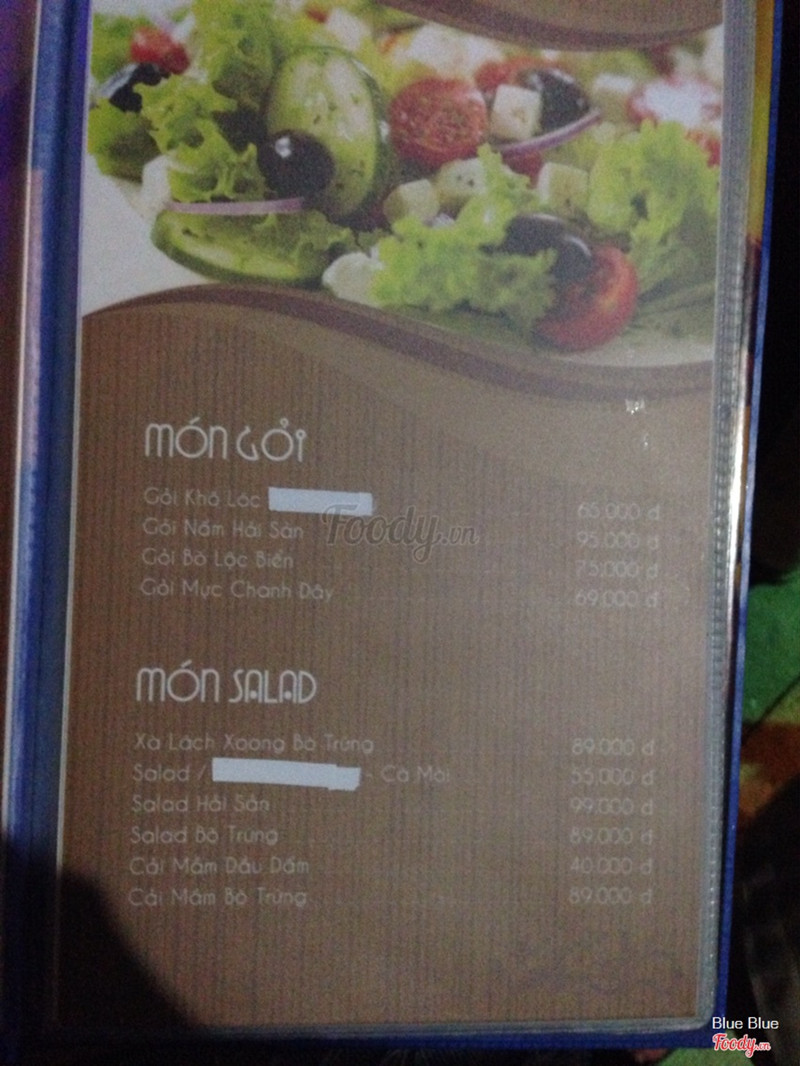 MÓN GỎI
Gỏi Khô Lóc 65.000 đ
Gỏi Nấm Hải Sản 95.000 đ
Gỏi Bò Lộc Biển 75.000 đ
Gỏi Mực Chanh Dây 69.000 đ
Foody.vn
MÓN SALAD
Xà Lách Xoong Bò Trứng 89.000 đ
Salad / - Cà Mòi 55.000 đ
Salad Hải Sản 99.000 đ
Salad Bò Trứng 89.000 đ
Cải Mầm Dầu Dấm 40.000 đ
Cải Mầm Bò Trứng 89.000 đ
Blue Blue
Foody.vn